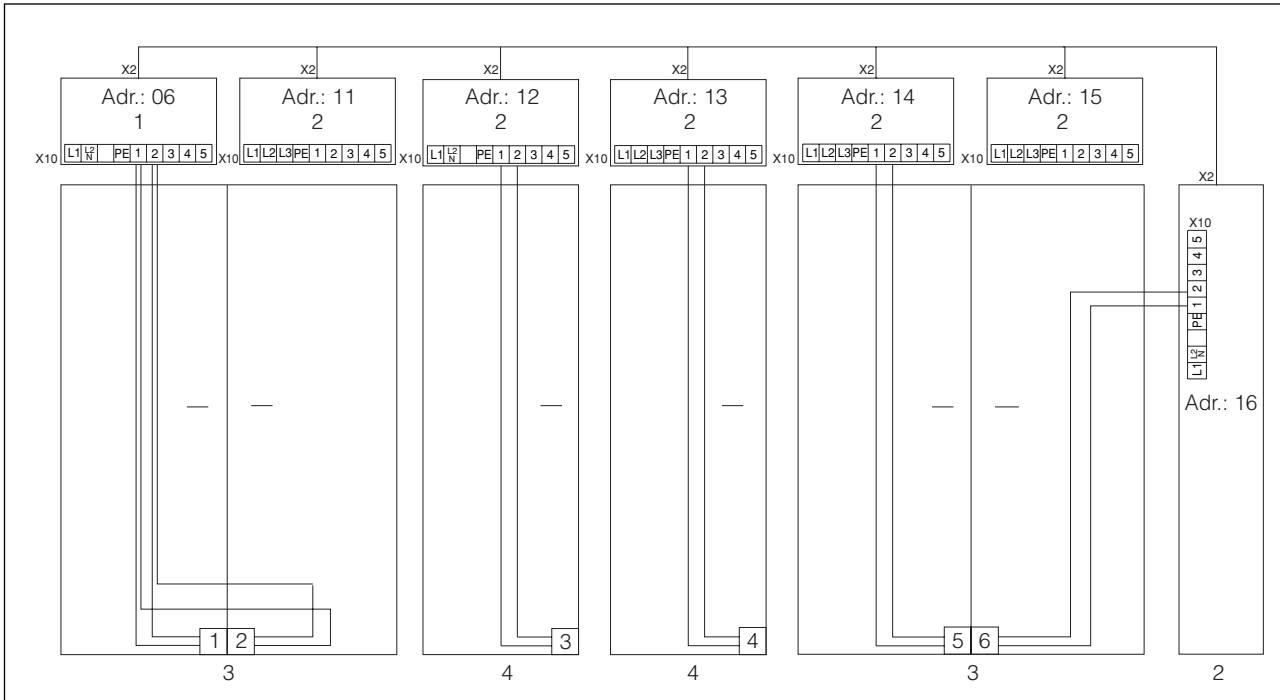 X2 X2 X2 X2 X2 X2
Adr.: 06 Adr.: 11 Adr.: 12 Adr.: 13 Adr.: 14 Adr.: 15
1 2 2 2 2 2
X10 L1 L2 N PE 1 2 3 4 5
X10 L1 L2 L3 PE 1 2 3 4 5
X10 L1 L2 N PE 1 2 3 4 5
X10 L1 L2 L3 PE 1 2 3 4 5
X10 L1 L2 L3 PE 1 2 3 4 5
X10 L1 L2 L3 PE 1 2 3 4 5
X2
X10
5
4
3
2
1
PE
L2 N
L1
Adr.: 16
1 2 3 4 5 6
3 4 4 3 2